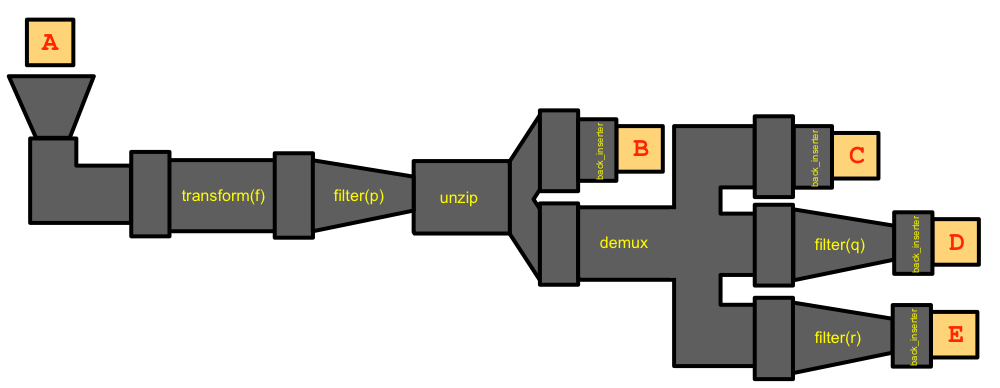 A
transform(f)
filter(p)
unzip
back_inserter
B
demux
back_inserter
C
filter(q)
back_inserter
D
filter(r)
back_inserter
E